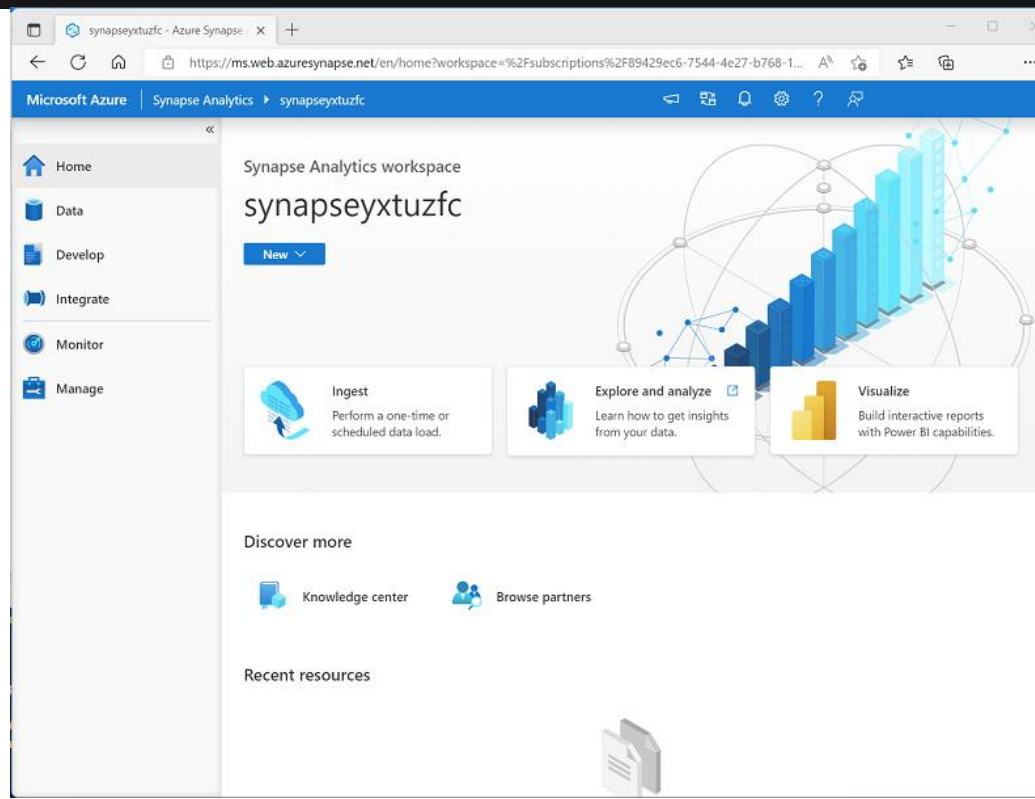 synapseyxtuzfc - Azure Synapse
https://ms.web.azuresynapse.net/en/home?workspace=%2Fsubscriptions%2F89429ec6-7544-4e27-b768-1...
Microsoft Azure
Synapse Analytics
synapseyxtuzfc
Home
Data
Develop
Integrate
Monitor
Manage
Synapse Analytics workspace
synapseyxtuzfc
New
Ingest
Perform a one-time or
scheduled data load.
Explore and analyze
Learn how to get insights
from your data.
Visualize
Build interactive reports
with Power BI capabilities.
Discover more
Knowledge center
Browse partners
Recent resources